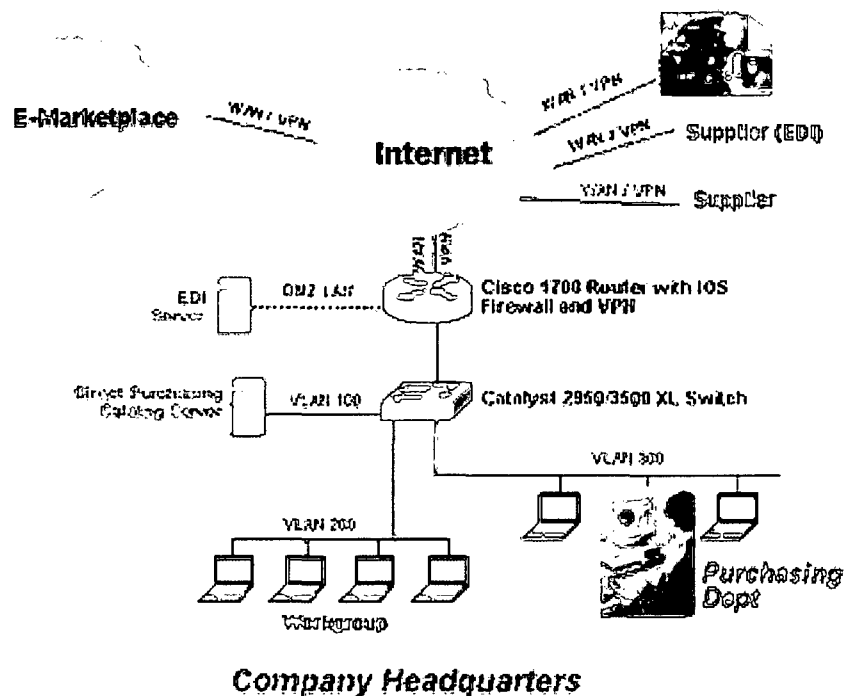 E-Marketplace
WAN / VPN
Internet
WAN / VPN
WAN / VPN
Supplier (EDI)
WAN / VPN
Supplier
WAN
VPN
EDI
Server
DMZ LAN
Cisco 1700 Router with IOS
Firewall and VPN
Direct Purchasing
Catalog Server
VLAN 100
Catalyst 2950/3500 XL Switch
VLAN 300
VLAN 200
Workgroup
Purchasing
Dept
Company Headquarters